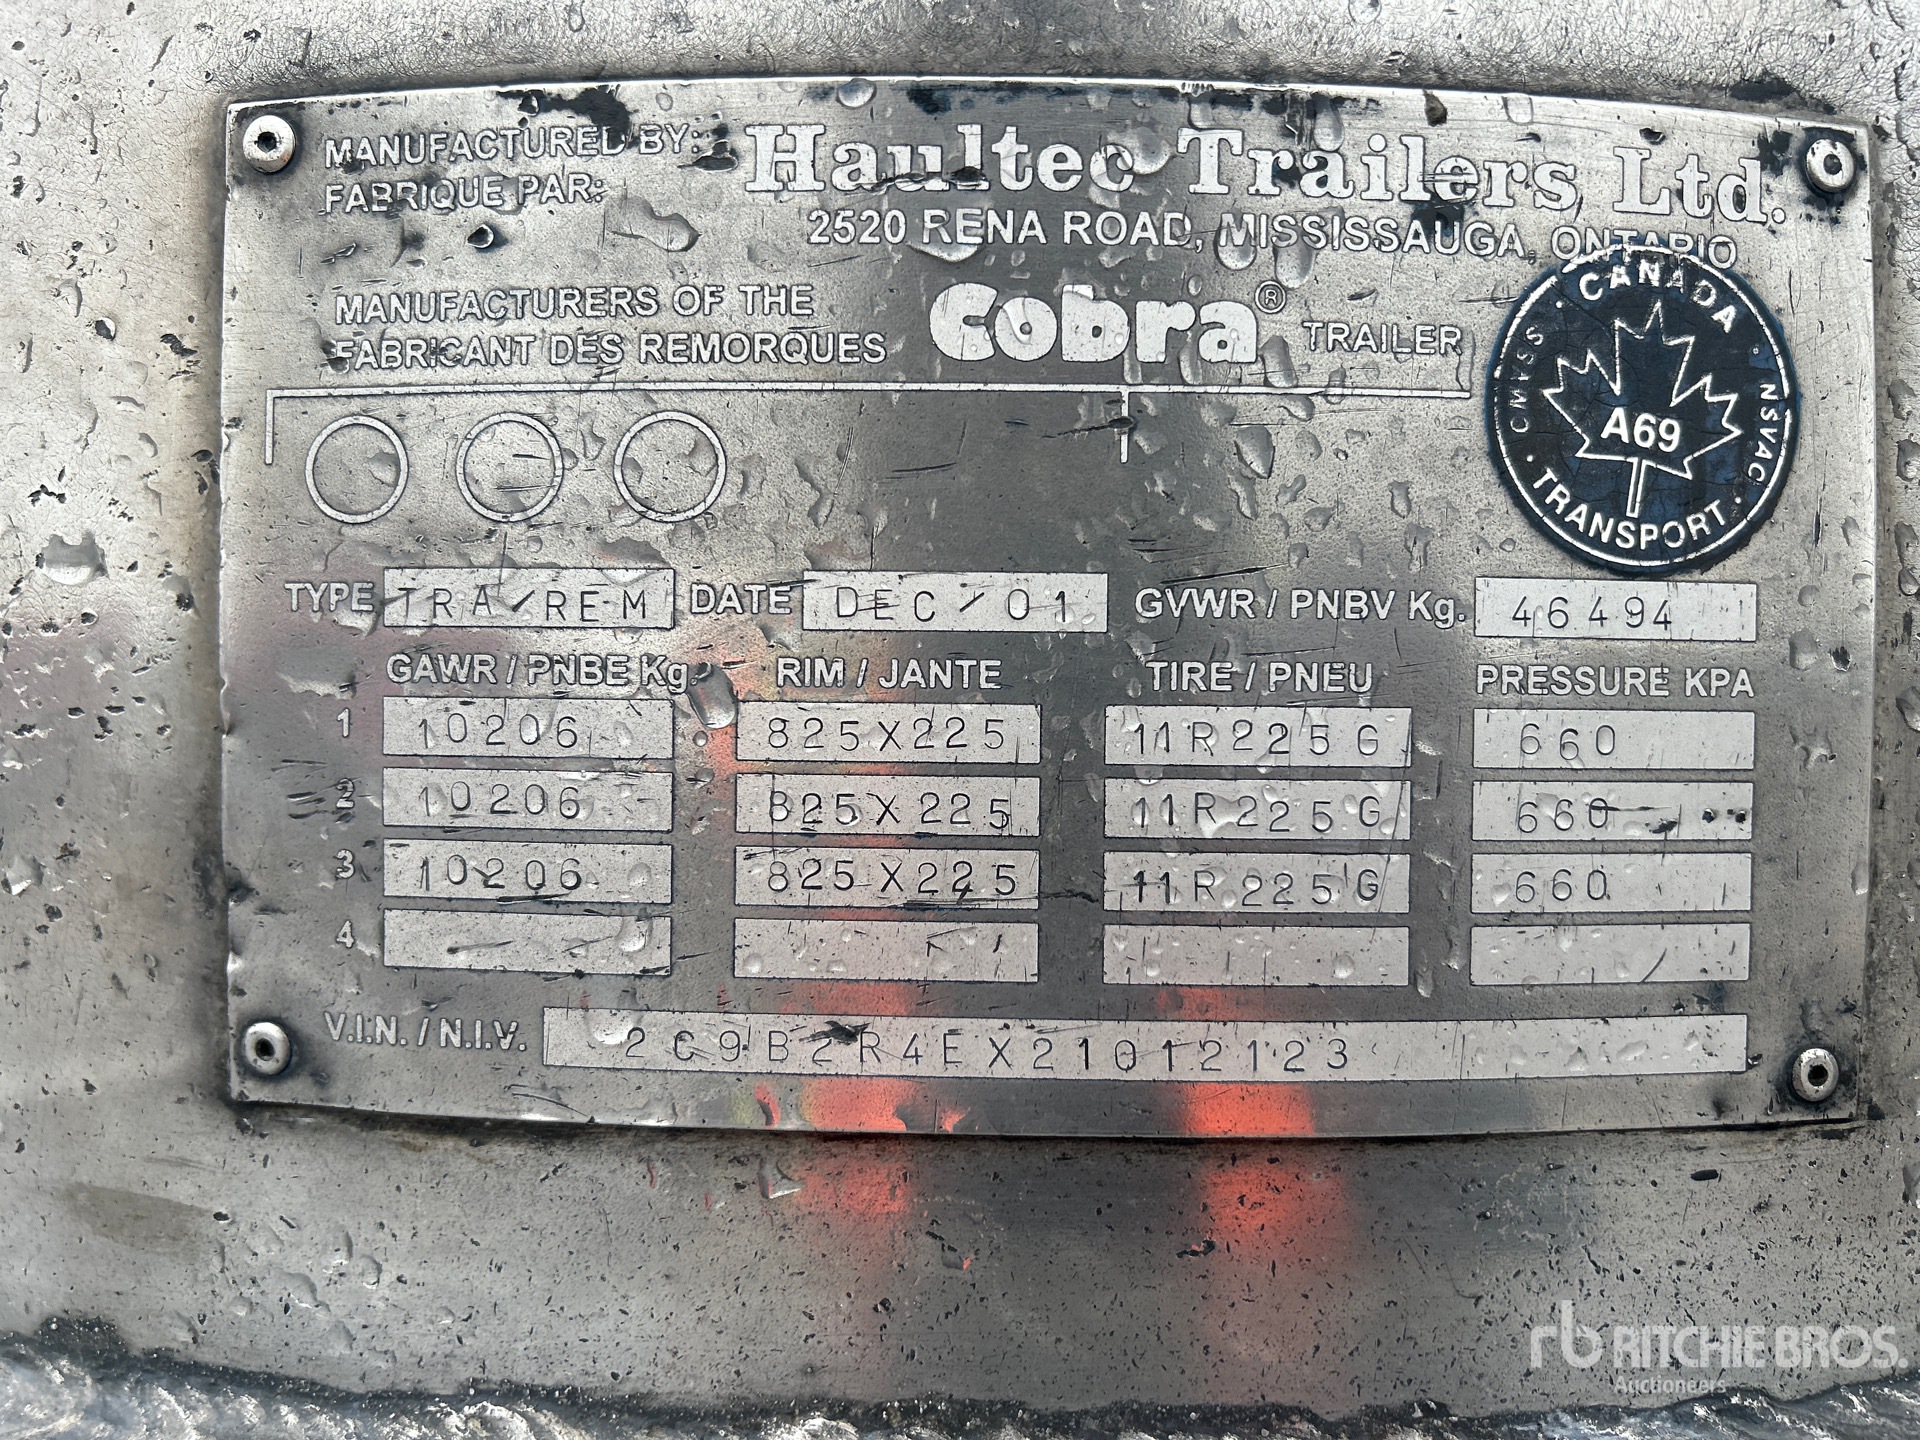 MANUFACTURED BY: Haultec Trailers Ltd.
FABRIQUE PAR:
2520 RENA ROAD, MISSISSAUGA, ONTARIO
MANUFACTURERS OF THE
FABRICANT DES REMORQUES
Cobra® TRAILER
CANADA
CMVSS NSVAC
A69
TRANSPORT
TYPE TRA/REM DATE DEC/01 GVWR / PNBV Kg. 46494
GAWR / PNBE Kg. RIM / JANTE TIRE / PNEU PRESSURE KPA
1 10206 825X225 11R225G 660
2 10206 825X225 11R225G 660
3 10206 825X225 11R225G 660
4
V.I.N. / N.I.V. 2C9B2R4EX21012123
rb RITCHIE BROS.
Auctioneers